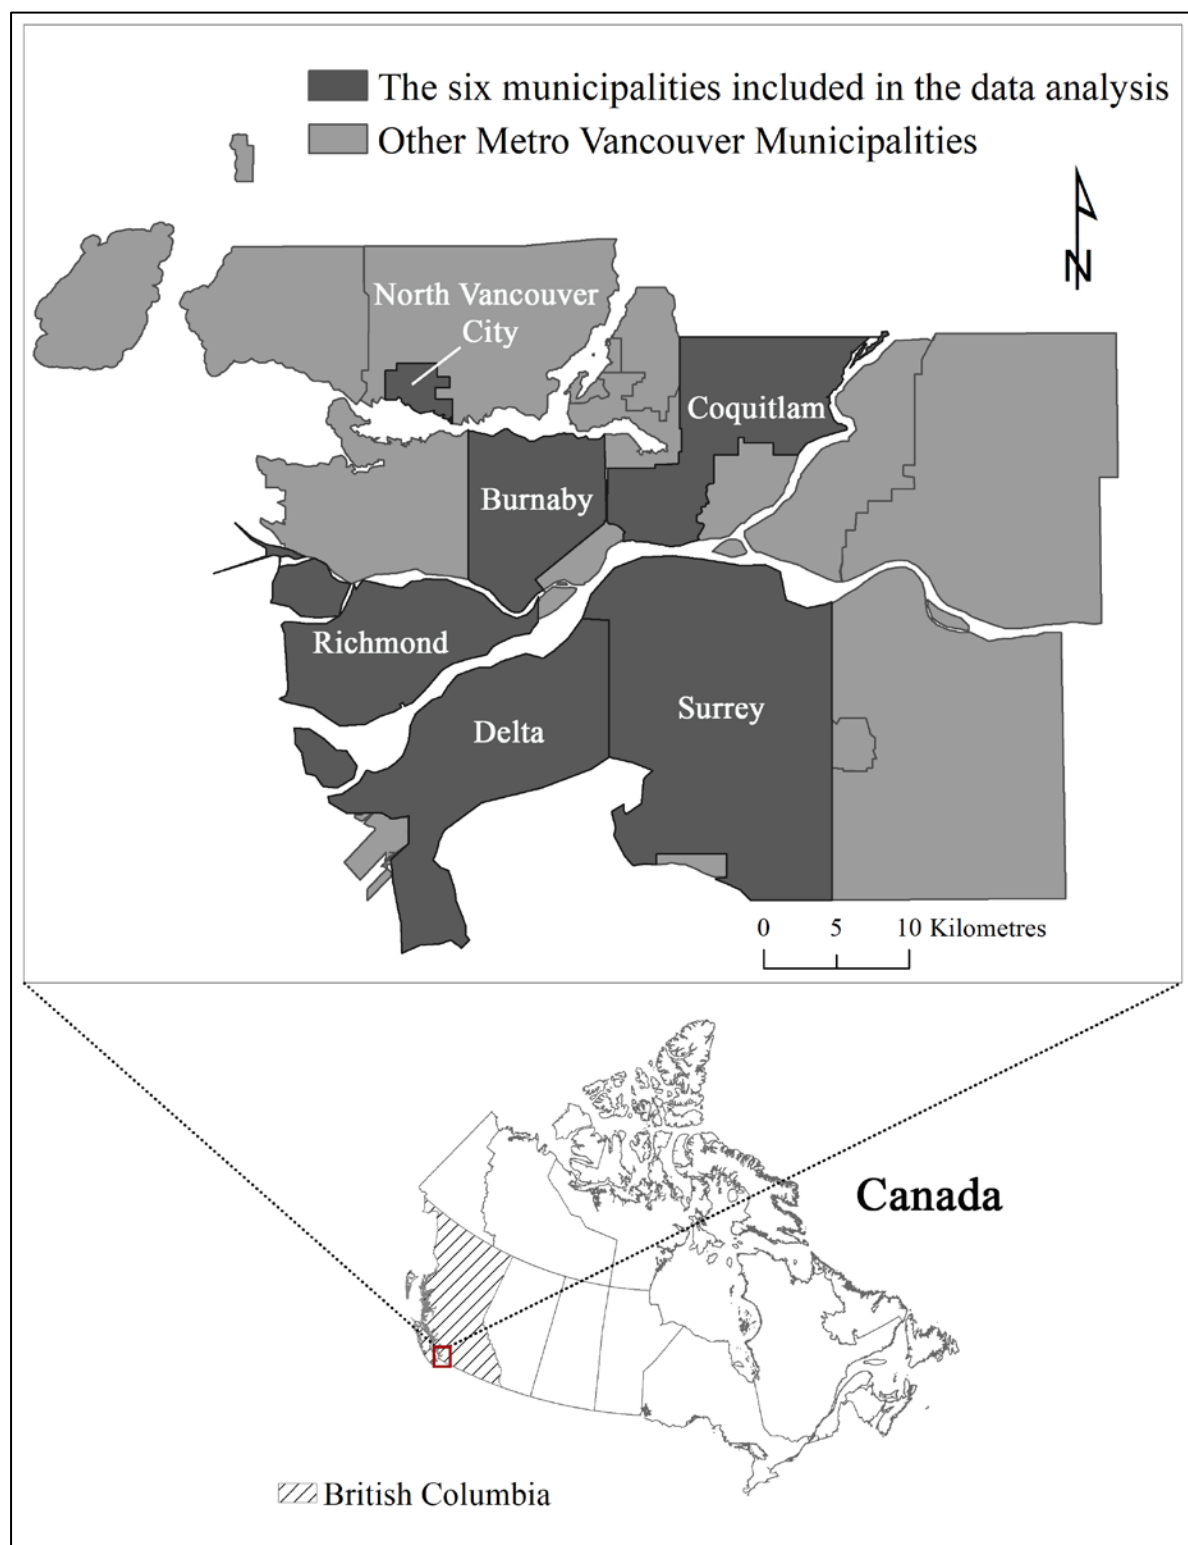 The six municipalities included in the data analysis
Other Metro Vancouver Municipalities
N
North Vancouver
City
Coquitlam
Burnaby
Richmond
Surrey
Delta
0 5 10 Kilometres
Canada
British Columbia